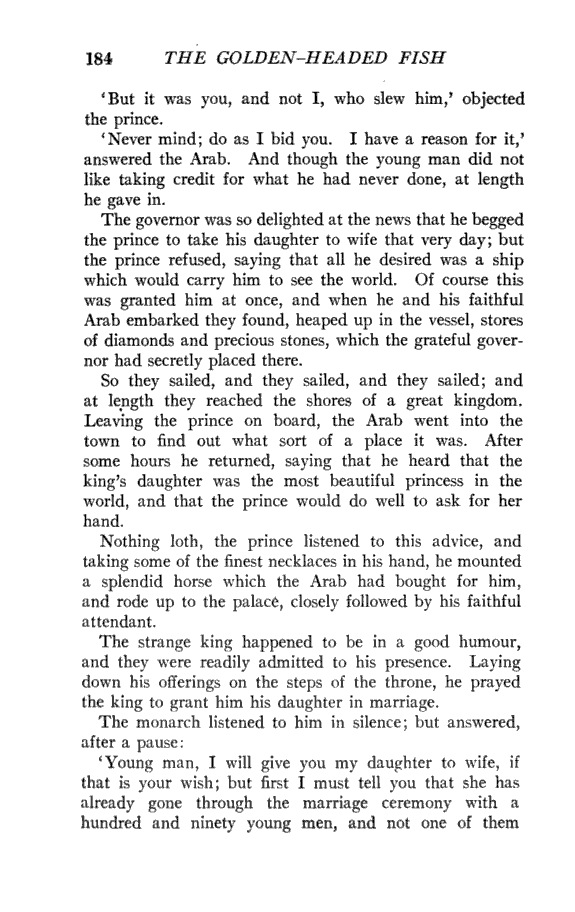 184 THE GOLDEN-HEADED FISH
'But it was you, and not I, who slew him,' objected
the prince.
'Never mind; do as I bid you. I have a reason for it,'
answered the Arab. And though the young man did not
like taking credit for what he had never done, at length
he gave in.
The governor was so delighted at the news that he begged
the prince to take his daughter to wife that very day; but
the prince refused, saying that all he desired was a ship
which would carry him to see the world. Of course this
was granted him at once, and when he and his faithful
Arab embarked they found, heaped up in the vessel, stores
of diamonds and precious stones, which the grateful gover-
nor had secretly placed there.
So they sailed, and they sailed, and they sailed; and
at length they reached the shores of a great kingdom.
Leaving the prince on board, the Arab went into the
town to find out what sort of a place it was. After
some hours he returned, saying that he heard that the
king's daughter was the most beautiful princess in the
world, and that the prince would do well to ask for her
hand.
Nothing loth, the prince listened to this advice, and
taking some of the finest necklaces in his hand, he mounted
a splendid horse which the Arab had bought for him,
and rode up to the palace, closely followed by his faithful
attendant.
The strange king happened to be in a good humour,
and they were readily admitted to his presence. Laying
down his offerings on the steps of the throne, he prayed
the king to grant him his daughter in marriage.
The monarch listened to him in silence; but answered,
after a pause:
'Young man, I will give you my daughter to wife, if
that is your wish; but first I must tell you that she has
already gone through the marriage ceremony with a
hundred and ninety young men, and not one of them